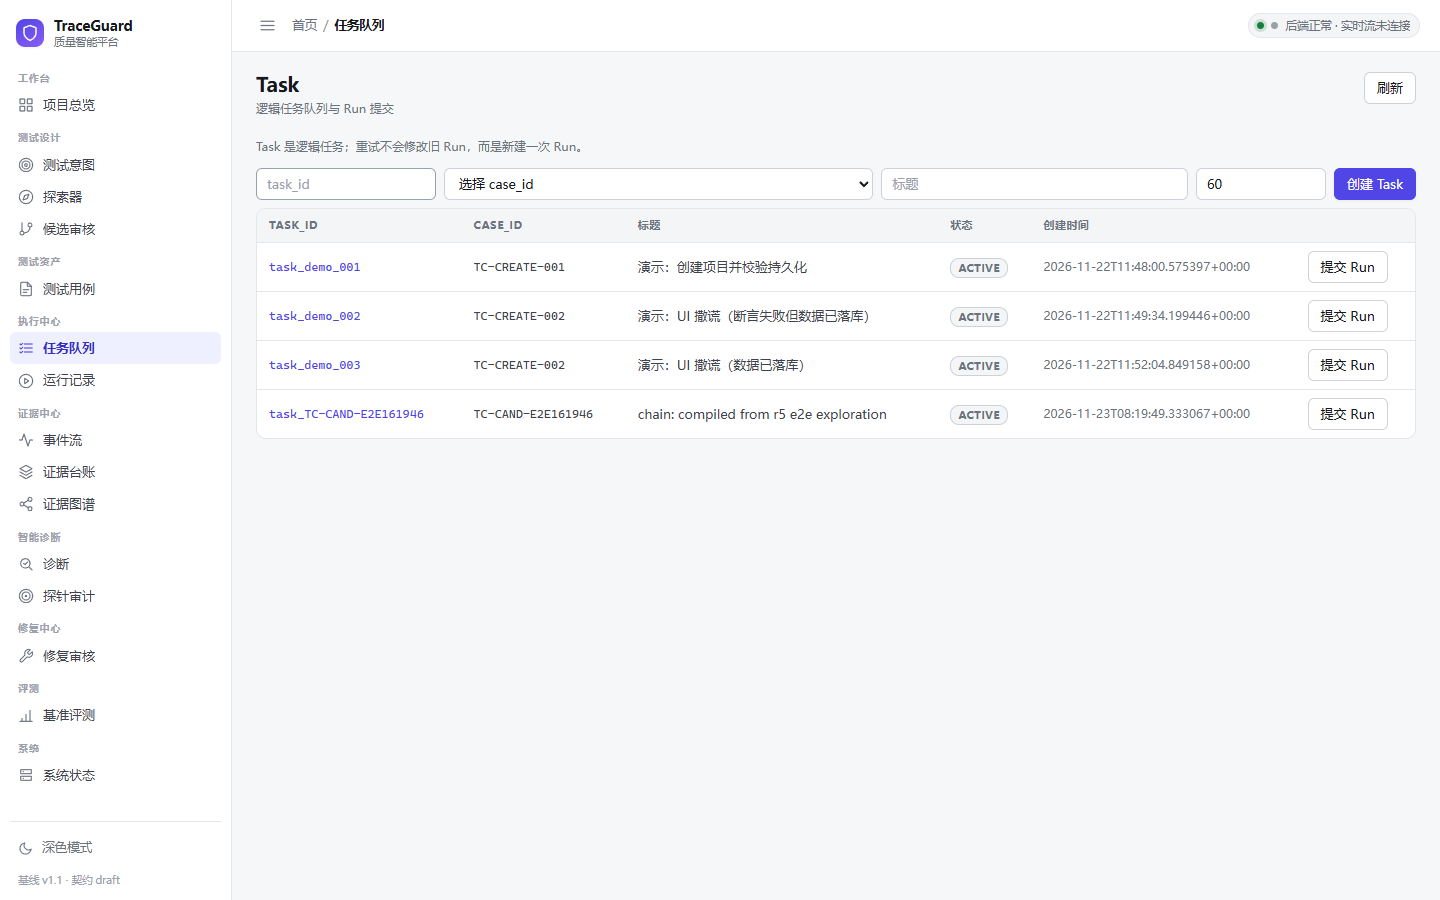 TraceGuard
质量智能平台
工作台
项目总览
测试设计
测试意图
探索器
候选审核
测试资产
测试用例
执行中心
任务队列
运行记录
证据中心
事件流
证据台账
证据图谱
智能诊断
诊断
探针审计
修复中心
修复审核
评测
基准评测
系统
系统状态
深色模式
基线 v1.1 · 契约 draft
首页 / 任务队列
后端正常 · 实时流未连接
Task
逻辑任务队列与 Run 提交
刷新
Task 是逻辑任务；重试不会修改旧 Run，而是新建一次 Run。
task_id 选择 case_id 标题 60 创建 Task
TASK_ID CASE_ID 标题 状态 创建时间
task_demo_001 TC-CREATE-001 演示：创建项目并校验持久化 ACTIVE 2026-11-22T11:48:00.575397+00:00 提交 Run
task_demo_002 TC-CREATE-002 演示：UI 撒谎（断言失败但数据已落库） ACTIVE 2026-11-22T11:49:34.199446+00:00 提交 Run
task_demo_003 TC-CREATE-002 演示：UI 撒谎（数据已落库） ACTIVE 2026-11-22T11:52:04.849158+00:00 提交 Run
task_TC-CAND-E2E161946 TC-CAND-E2E161946 chain: compiled from r5 e2e exploration ACTIVE 2026-11-23T08:19:49.333067+00:00 提交 Run